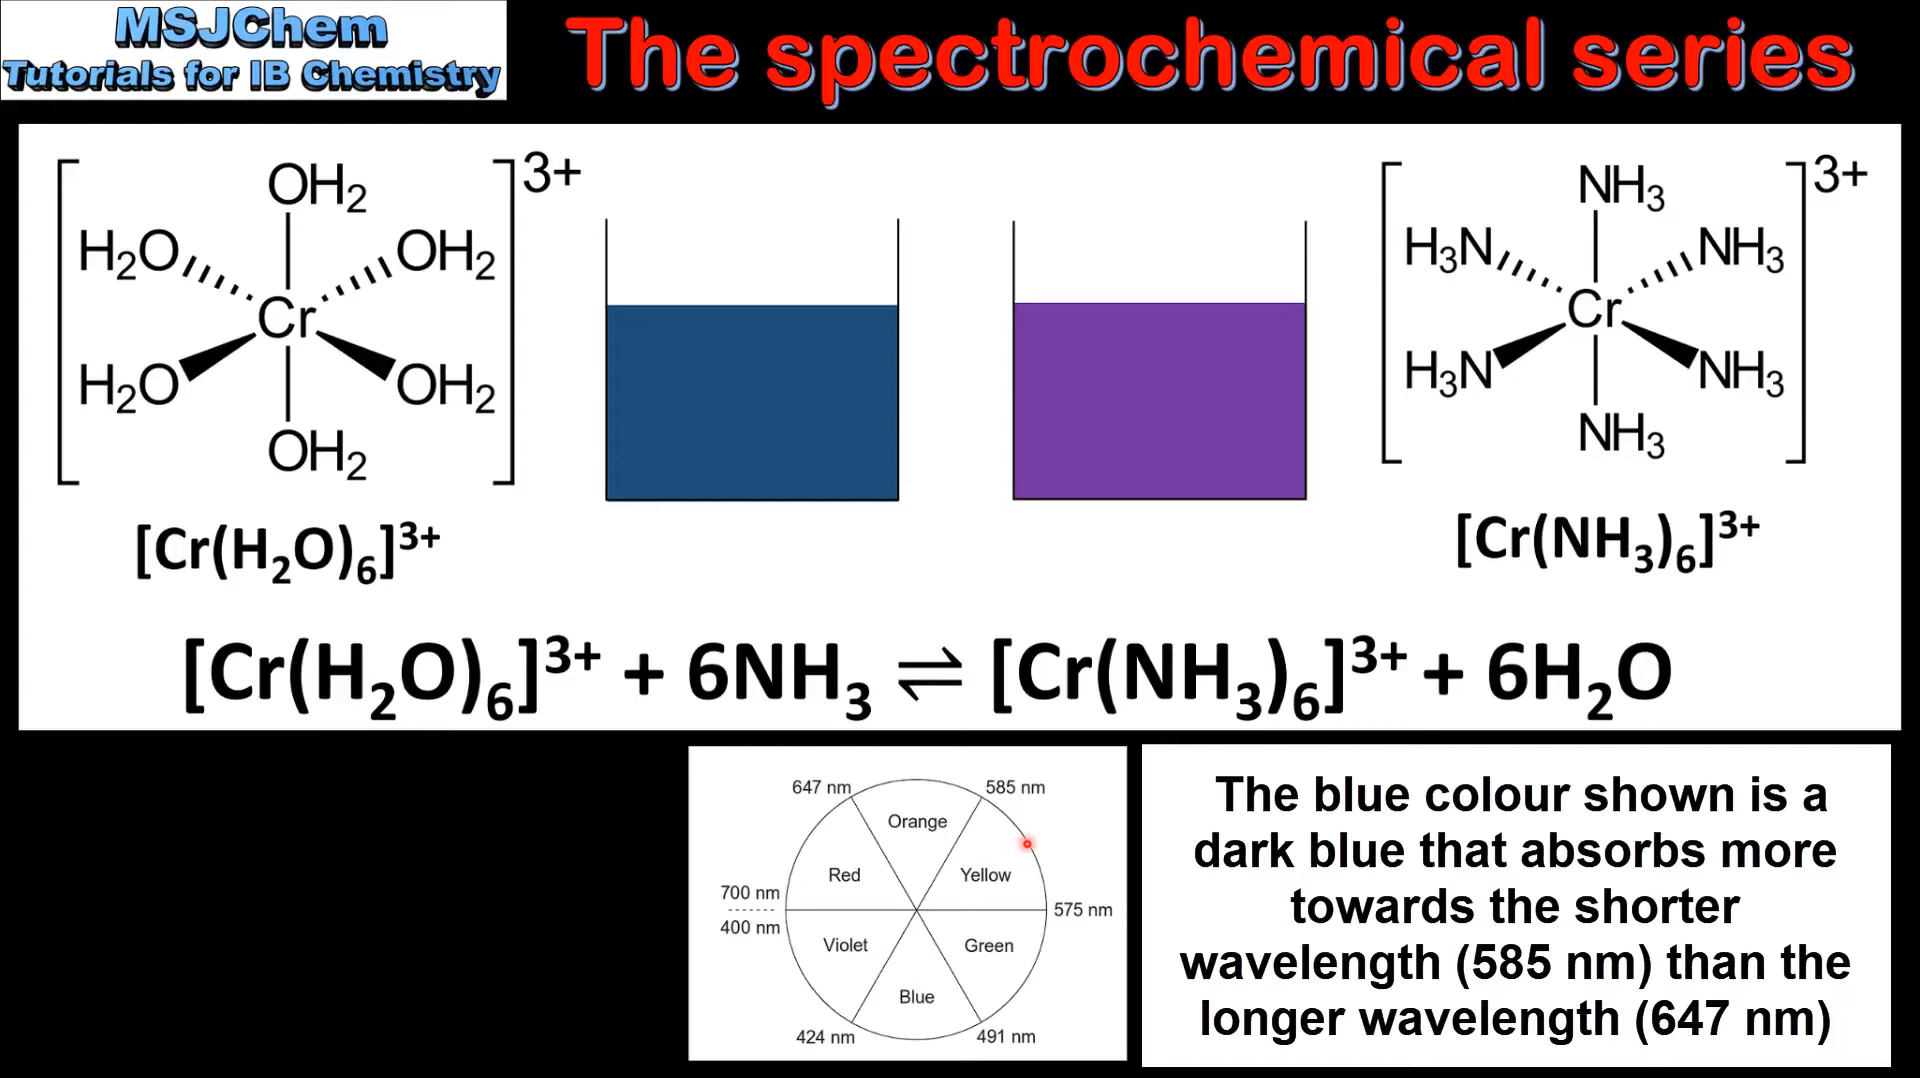 MSJChem
Tutorials for IB Chemistry
The spectrochemical series
OH₂
H₂O
OH₂
Cr
H₂O
OH₂
OH₂
3+
[Cr(H₂O)₆]³⁺
NH₃
H₃N
NH₃
Cr
H₃N
NH₃
NH₃
3+
[Cr(NH₃)₆]³⁺
[Cr(H₂O)₆]³⁺ + 6NH₃ ⇌ [Cr(NH₃)₆]³⁺ + 6H₂O
647 nm
585 nm
Orange
Red
Yellow
700 nm
400 nm
575 nm
Violet
Green
Blue
424 nm
491 nm
The blue colour shown is a
dark blue that absorbs more
towards the shorter
wavelength (585 nm) than the
longer wavelength (647 nm)